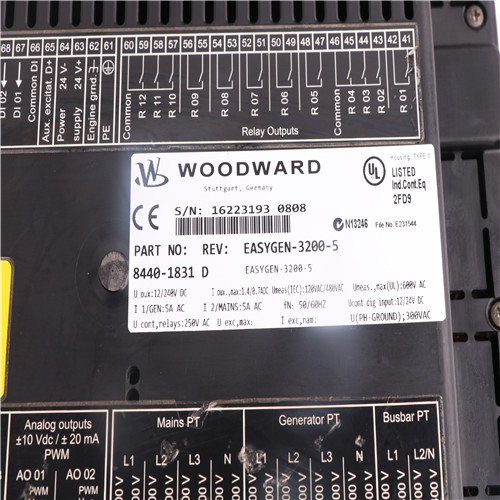 68 67 66 65 64 63 62 61 60 59 58 57 56 55 54 53 52 51 50 49 48 47 46 45 44 43 42 41
DI 02
DI 01
Common DI
Aux. excitat. D+
Power 24 V-
supply 24 V+
Engine grnd.
PE
Common
R 12
R 11
R 10
R 09
R 08
R 07
R 06
R 05
Common
R 04
R 03
R 02
R 01
Relay Outputs
WOODWARD
Stuttgart, Germany
Housing: TYPE 1
UL
LISTED
Ind.Cont.Eq
2FD9
CE
S/N: 16223193 0808
N13246
File No E231544
PART NO: REV: EASYGEN-3200-5
8440-1831 D EASYGEN-3200-5
U aux:12/24V DC I aux.,max:1.4/0.7ADC Umeas(IEC):120VAC/480VAC Umeas.,max(UL):600V AC
I 1/GEN:5A AC I 2/MAINS:5A AC fN: 50/60HZ Ucont dig input:12/24V DC
U cont,relays:250V AC U exc,max: I exc,nam: U(PH-GROUND);300VAC
Analog outputs
±10 Vdc / ± 20 mA
PWM
AO 01 AO 02
PWM
Mains PT
L1 L2 L3 N
Generator PT
L1 L2 L3 N
Busbar PT
L1 L2/N